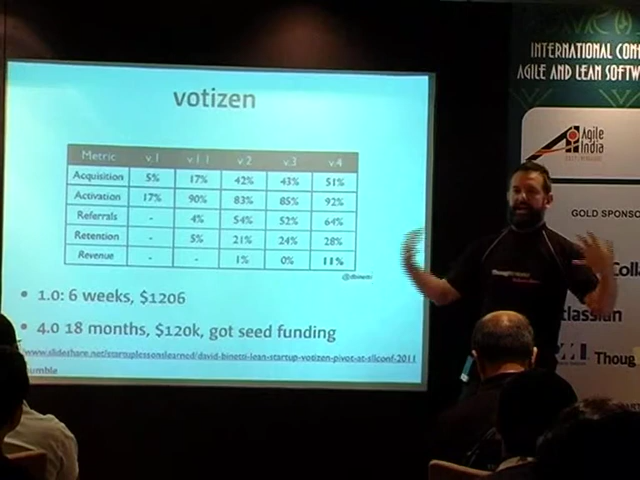 votizen
Metric v.1 v.1.1 v.2 v.3 v.4
Acquisition 5% 17% 42% 43% 51%
Activation 17% 90% 83% 85% 92%
Referrals - 4% 54% 52% 64%
Retention - 5% 21% 24% 28%
Revenue - - 1% 0% 11%
• 1.0: 6 weeks, $1206
• 4.0 18 months, $120k, got seed funding
www.slideshare.net/startuplessonslearned/david-binetti-lean-startup-votizen-pivot-at-sllconf-2011
INTERNATIONAL CON
AGILE AND LEAN SOFTW
Agile
India
GOLD SPONSO
Colla
tlassian
Thoug